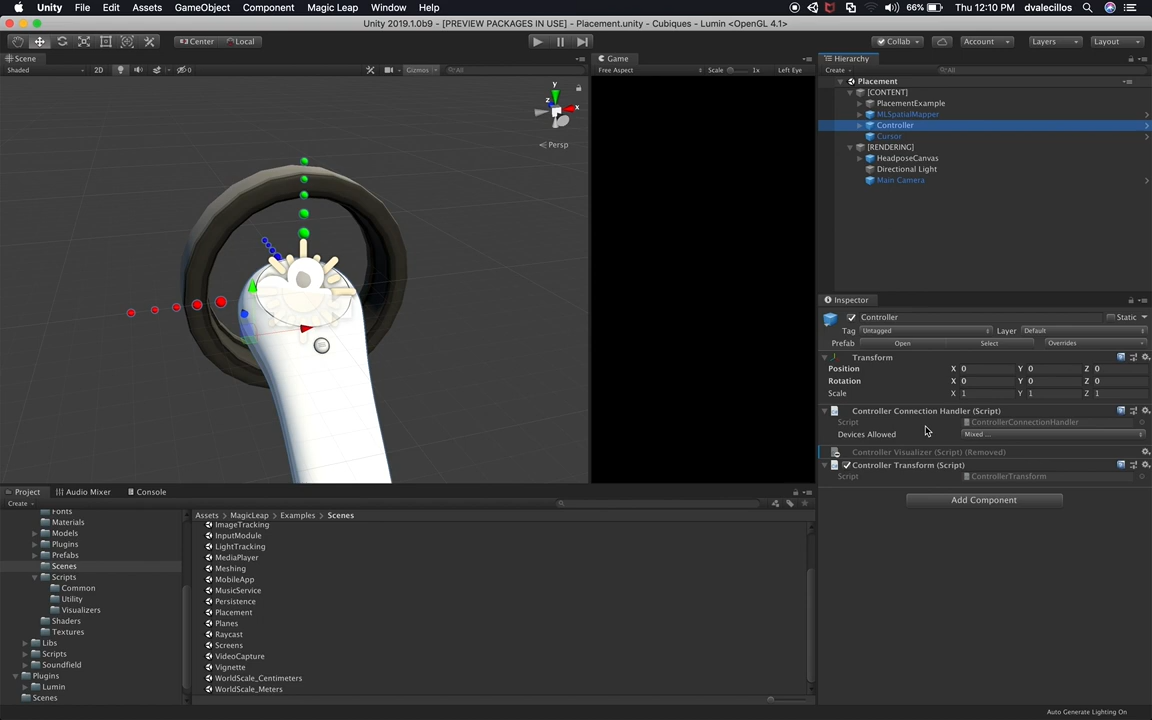 Unity File Edit Assets GameObject Component Magic Leap Window Help 66% Thu 12:10 PM dvalecillos
Unity 2019.1.0b9 - [PREVIEW PACKAGES IN USE] - Placement.unity - Cubiques - Lumin <OpenGL 4.1>
Center Local Collab Account Layers Layout
Scene Game Hierarchy
Shaded 2D 0 Gizmos All Free Aspect Scale 1x Left Eye Create All
Placement
[CONTENT]
PlacementExample
MLSpatialMapper
Controller
Cursor
[RENDERING]
HeadposeCanvas
Directional Light
Main Camera
y
x
z
Persp
Inspector
Controller Static
Tag Untagged Layer Default
Prefab Open Select Overrides
Transform
Position X 0 Y 0 Z 0
Rotation X 0 Y 0 Z 0
Scale X 1 Y 1 Z 1
Controller Connection Handler (Script)
Script ControllerConnectionHandler
Devices Allowed Mixed ...
Controller Visualizer (Script) (Removed)
Controller Transform (Script)
Script ControllerTransform
Add Component
Project Audio Mixer Console
Create
Fonts
Materials
Models
Plugins
Prefabs
Scenes
Scripts
Common
Utility
Visualizers
Shaders
Textures
Libs
Scripts
Soundfield
Plugins
Lumin
Scenes
Assets Magicleap Examples Scenes
ImageTracking
InputModule
LightTracking
MediaPlayer
Meshing
MobileApp
MusicService
Persistence
Placement
Planes
Raycast
Screens
VideoCapture
Vignette
WorldScale_Centimeters
WorldScale_Meters
Auto Generate Lighting On